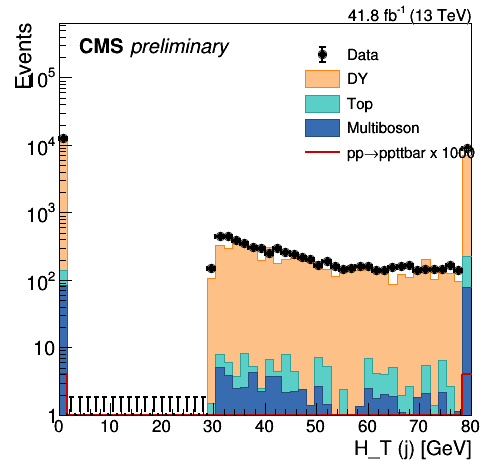 41.8 fb⁻¹ (13 TeV)
CMS preliminary
Events
Data
DY
Top
Multiboson
pp→ppttbar x 1000
10⁵
10⁴
10³
10²
10
1
0 10 20 30 40 50 60 70 80
H_T (j) [GeV]